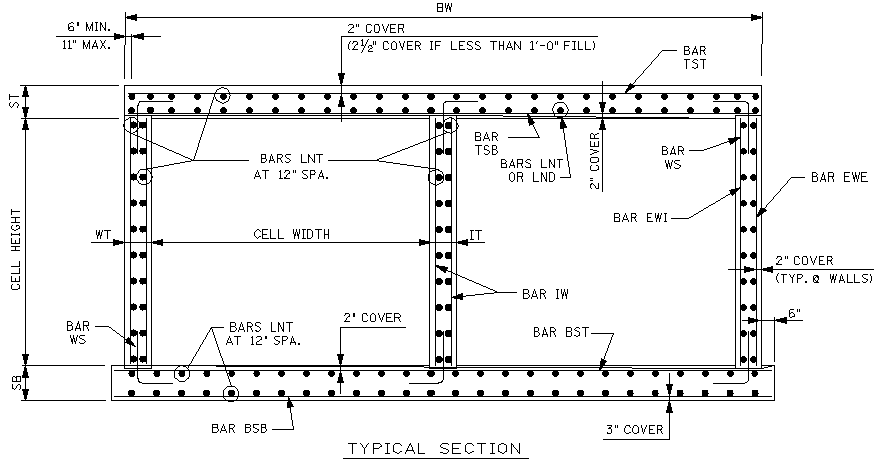 BW
6" MIN.
11" MAX.
2" COVER
(2½" COVER IF LESS THAN 1'-0" FILL)
BAR
TST
ST
BARS LNT
AT 12" SPA.
BAR
TSB
BARS LNT
OR LND
2" COVER
BAR
WS
BAR EWE
BAR EWI
CELL HEIGHT
WT
CELL WIDTH
IT
2" COVER
(TYP. @ WALLS)
BAR IW
6"
BAR
WS
BARS LNT
AT 12" SPA.
2" COVER
BAR BST
SB
BAR BSB
3" COVER
TYPICAL SECTION